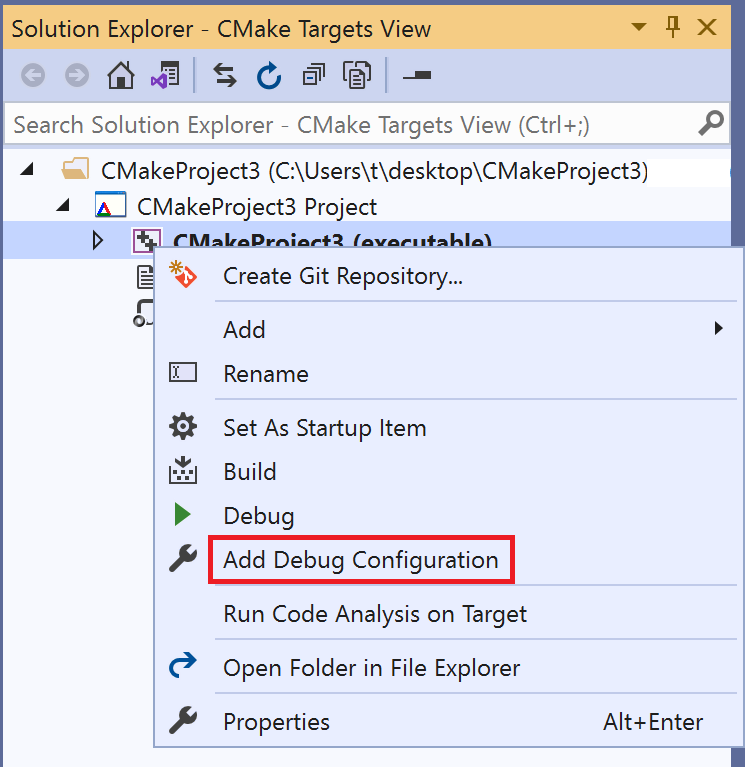 Solution Explorer - CMake Targets View
Search Solution Explorer - CMake Targets View (Ctrl+;)
CMakeProject3 (C:\Users\t\desktop\CMakeProject3)
CMakeProject3 Project
CMakeProject3 (executable)
Create Git Repository...
Add
Rename
Set As Startup Item
Build
Debug
Add Debug Configuration
Run Code Analysis on Target
Open Folder in File Explorer
Properties Alt+Enter